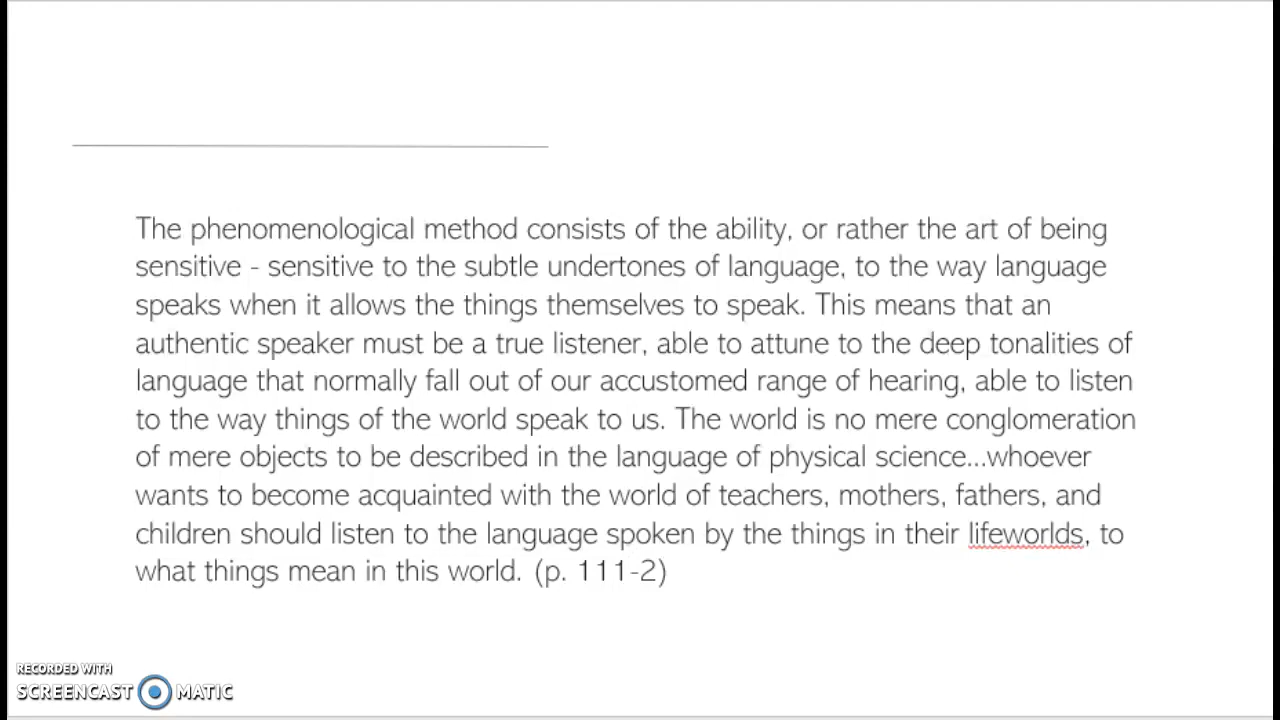 The phenomenological method consists of the ability, or rather the art of being
sensitive - sensitive to the subtle undertones of language, to the way language
speaks when it allows the things themselves to speak. This means that an
authentic speaker must be a true listener, able to attune to the deep tonalities of
language that normally fall out of our accustomed range of hearing, able to listen
to the way things of the world speak to us. The world is no mere conglomeration
of mere objects to be described in the language of physical science...whoever
wants to become acquainted with the world of teachers, mothers, fathers, and
children should listen to the language spoken by the things in their lifeworlds, to
what things mean in this world. (p. 111-2)
RECORDED WITH
SCREENCAST MATIC